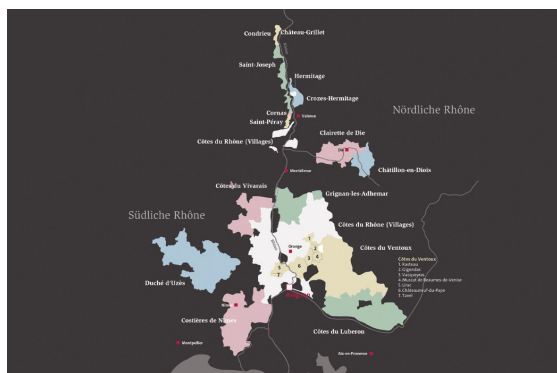 Condrieu
Château-Grillet
Saint-Joseph
Hermitage
Crozes-Hermitage
Nördliche Rhône
Cornas
Valence
Saint-Péray
Clairette de Die
Côtes du Rhône (Villages)
Die
Châtillon-en-Diois
Montélimar
Côtes du Vivarais
Grignan-les-Adhemar
Südliche Rhône
Côtes du Rhône (Villages)
Orange
Côtes du Ventoux
Côtes du Ventoux
1. Rasteau
2. Gigondas
3. Vacqueyras
4. Muscat de Beaumes-de-Venise
5. Lirac
6. Châteauneuf-du-Pape
7. Tavel
Duché d'Uzès
Avignon
Costières de Nîmes
Côtes du Luberon
Montpellier
Aix-en-Provence